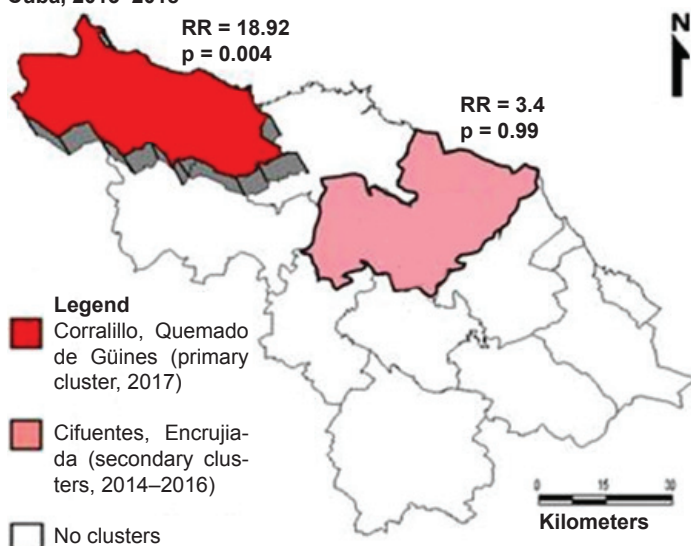 RR = 18.92
p = 0.004
N
RR = 3.4
p = 0.99
Legend
Corralillo, Quemado
de Güines (primary
cluster, 2017)
Cifuentes, Encrujia-
da (secondary clus-
ters, 2014–2016)
No clusters
0 15 30
Kilometers